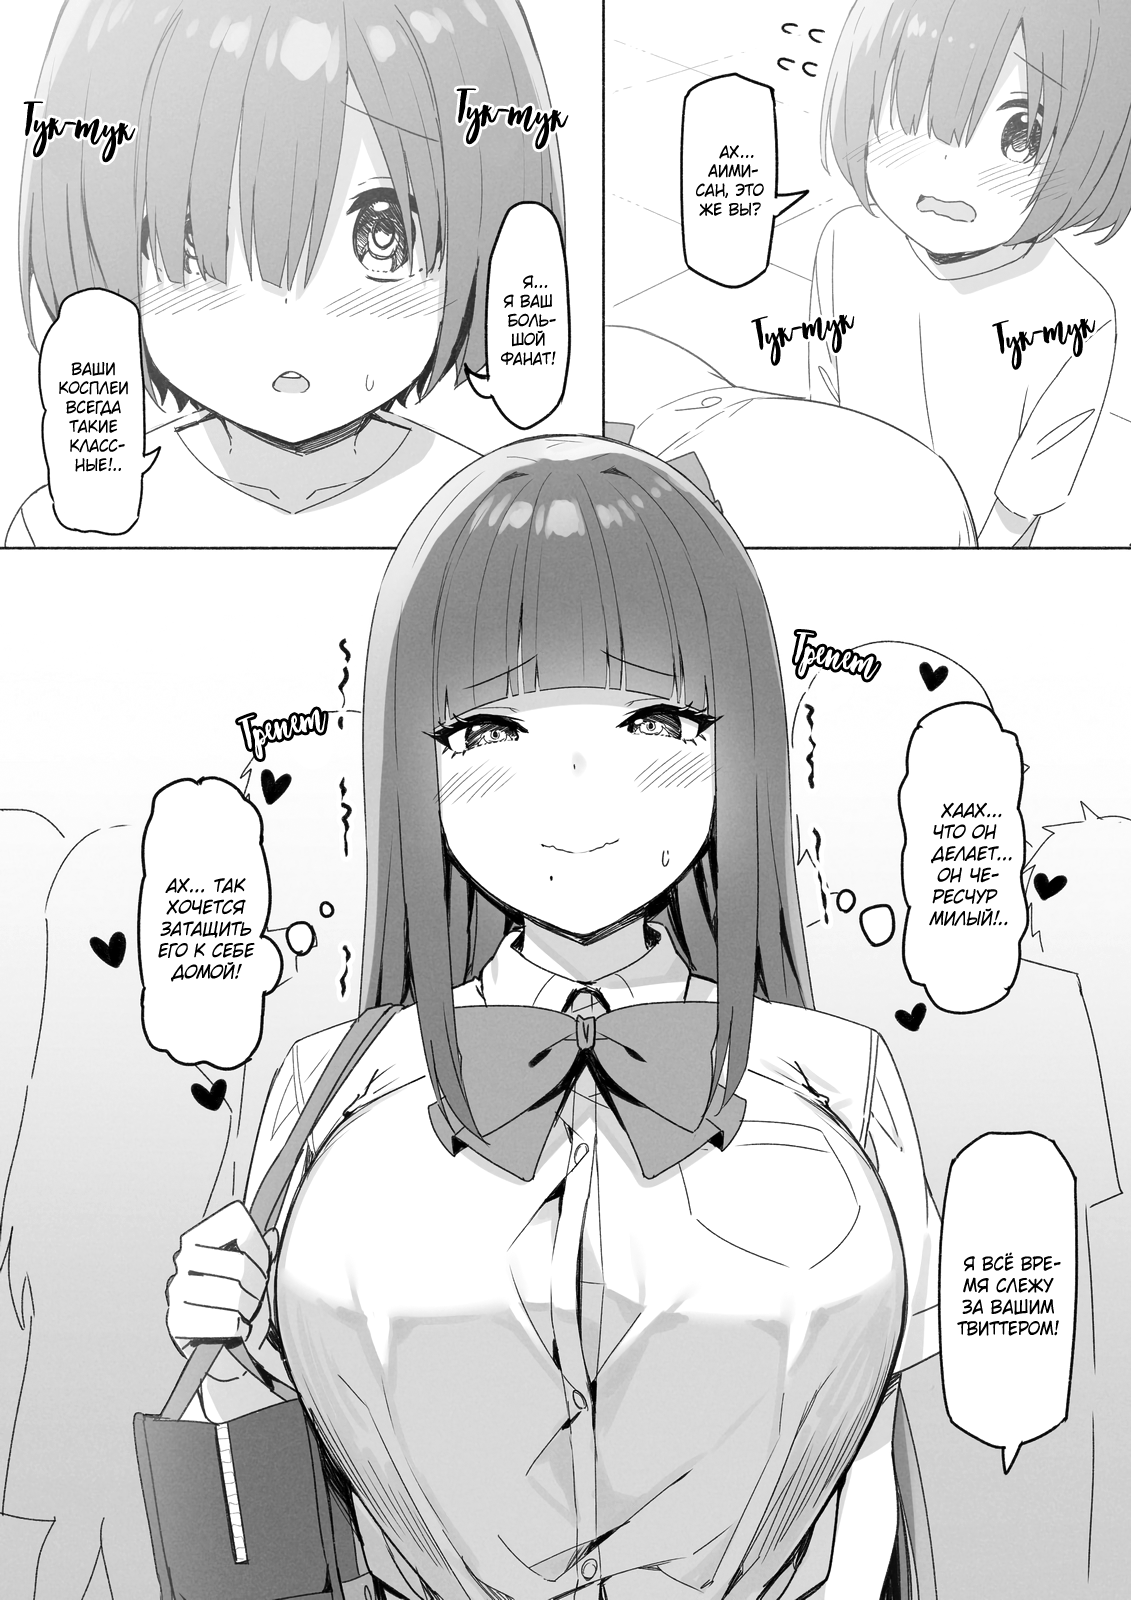 АХ...
АИМИ-
САН, ЭТО
ЖЕ ВЫ?
Тук-тук
Тук-тук
Тук-тук
Тук-тук
Я...
Я ВАШ
БОЛЬ-
ШОЙ
ФАНАТ!
ВАШИ
КОСПЛЕИ
ВСЕГДА
ТАКИЕ
КЛАСС-
НЫЕ!..
Трепет
Трепет
ХААХ...
ЧТО ОН
ДЕЛАЕТ...
ОН ЧЕ-
РЕСЧУР
МИЛЫЙ!..
АХ... ТАК
ХОЧЕТСЯ
ЗАТАЩИТЬ
ЕГО К СЕБЕ
ДОМОЙ!
Я ВСЁ ВРЕ-
МЯ СЛЕЖУ
ЗА ВАШИМ
ТВИТТЕРОМ!